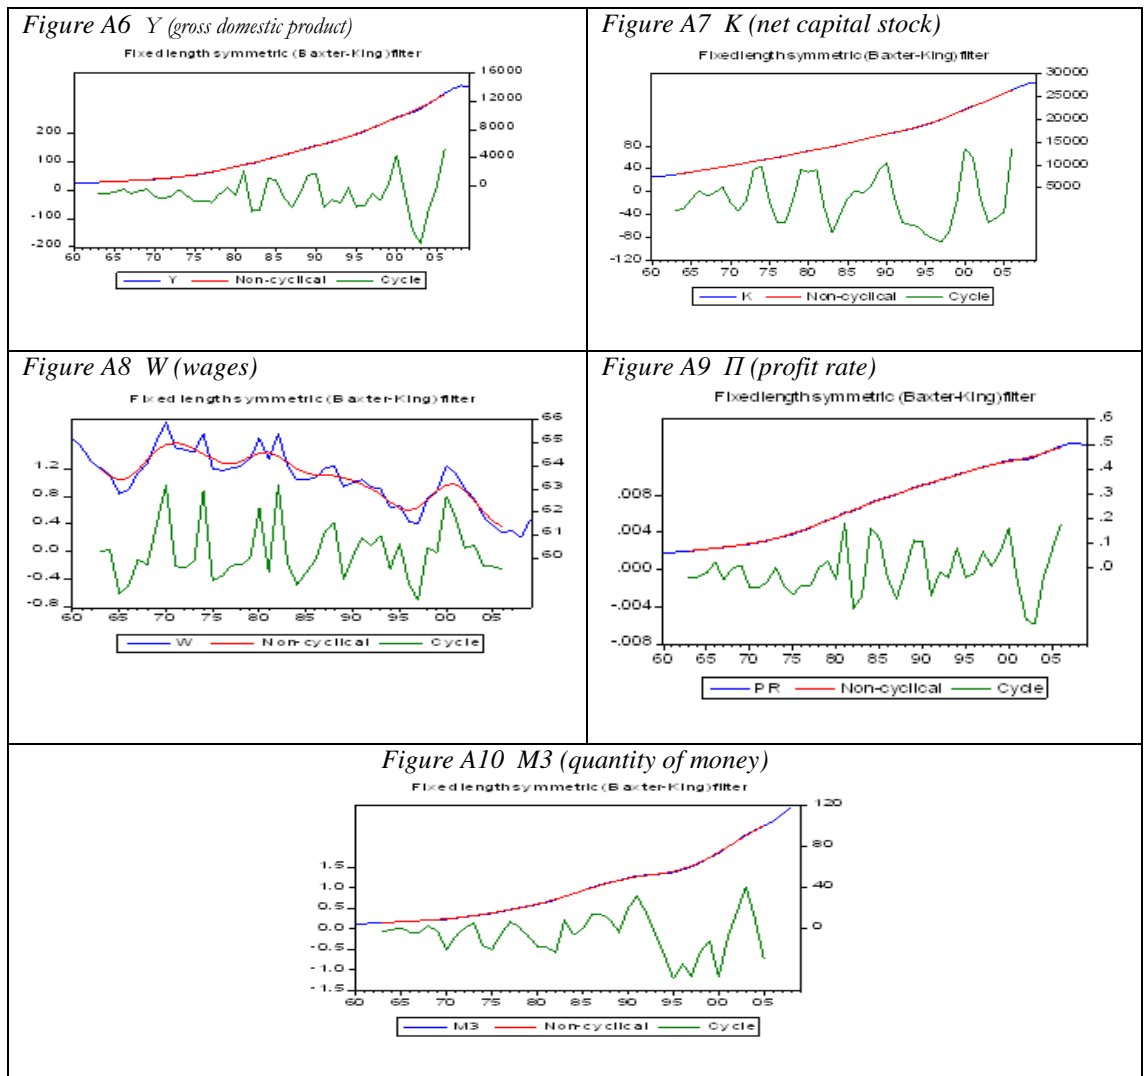 Figure A6 Y (gross domestic product)
Fixed length symmetric (Baxter-King) filter
16000
12000
8000
4000
0
200
100
0
-100
-200
60 65 70 75 80 85 90 95 00 05
Y Non-cyclical Cycle
Figure A7 K (net capital stock)
Fixed length symmetric (Baxter-King) filter
30000
25000
20000
15000
10000
5000
80
40
0
-40
-80
-120
60 65 70 75 80 85 90 95 00 05
K Non-cyclical Cycle
Figure A8 W (wages)
Fixed length symmetric (Baxter-King) filter
66
65
64
63
62
61
60
1.2
0.8
0.4
0.0
-0.4
-0.8
60 65 70 75 80 85 90 95 00 05
W Non-cyclical Cycle
Figure A9 Π (profit rate)
Fixed length symmetric (Baxter-King) filter
.6
.5
.4
.3
.2
.1
.0
.008
.004
.000
-.004
-.008
60 65 70 75 80 85 90 95 00 05
PR Non-cyclical Cycle
Figure A10 M3 (quantity of money)
Fixed length symmetric (Baxter-King) filter
120
80
40
0
1.5
1.0
0.5
0.0
-0.5
-1.0
-1.5
60 65 70 75 80 85 90 95 00 05
M3 Non-cyclical Cycle